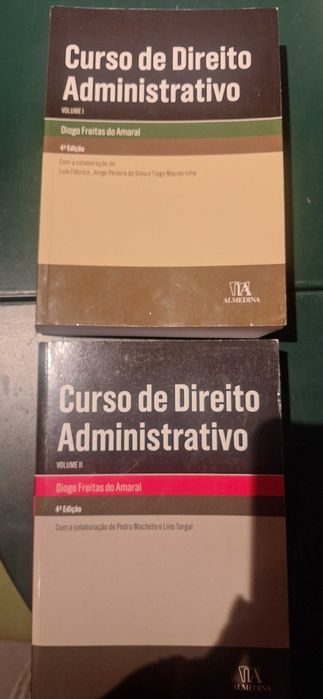 Curso de Direito
Administrativo
VOLUME I
Diogo Freitas do Amaral
4ª Edição
Com a colaboração de
Luís Fábrica, Jorge Pereira da Silva e Tiago Macieirinha
ALMEDINA
Curso de Direito
Administrativo
VOLUME II
Diogo Freitas do Amaral
4ª Edição
Com a colaboração de Pedro Machete e Lino Torgal
ALMEDINA